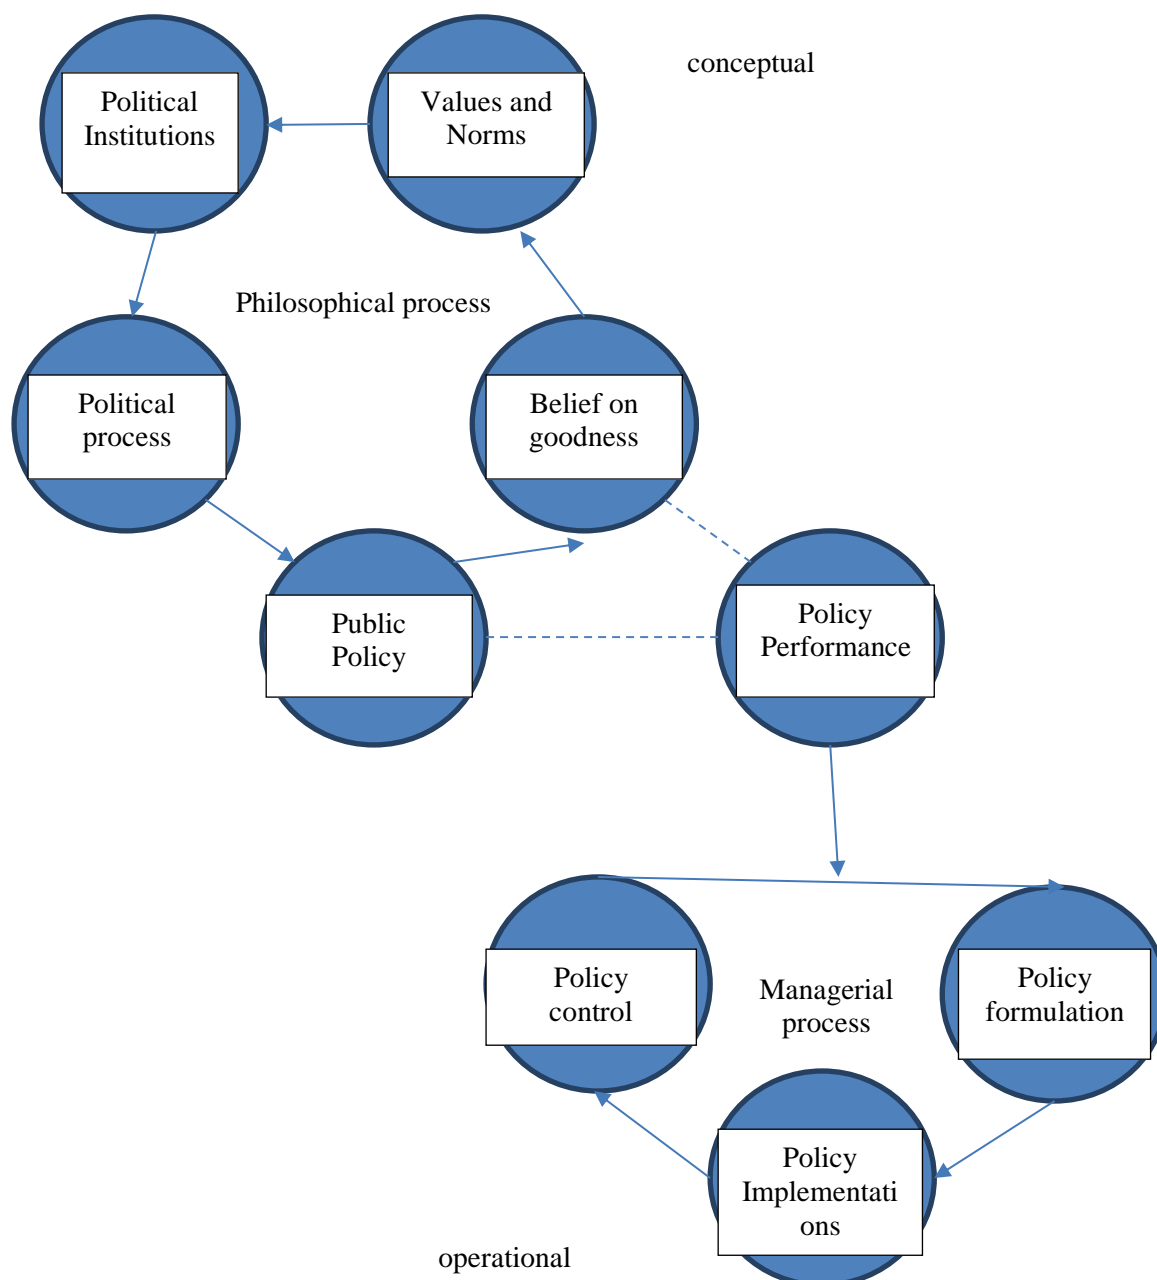 conceptual
Political
Institutions
Values and
Norms
Philosophical process
Political
process
Belief on
goodness
Public
Policy
Policy
Performance
Policy
control
Managerial
process
Policy
formulation
Policy
Implementati
ons
operational